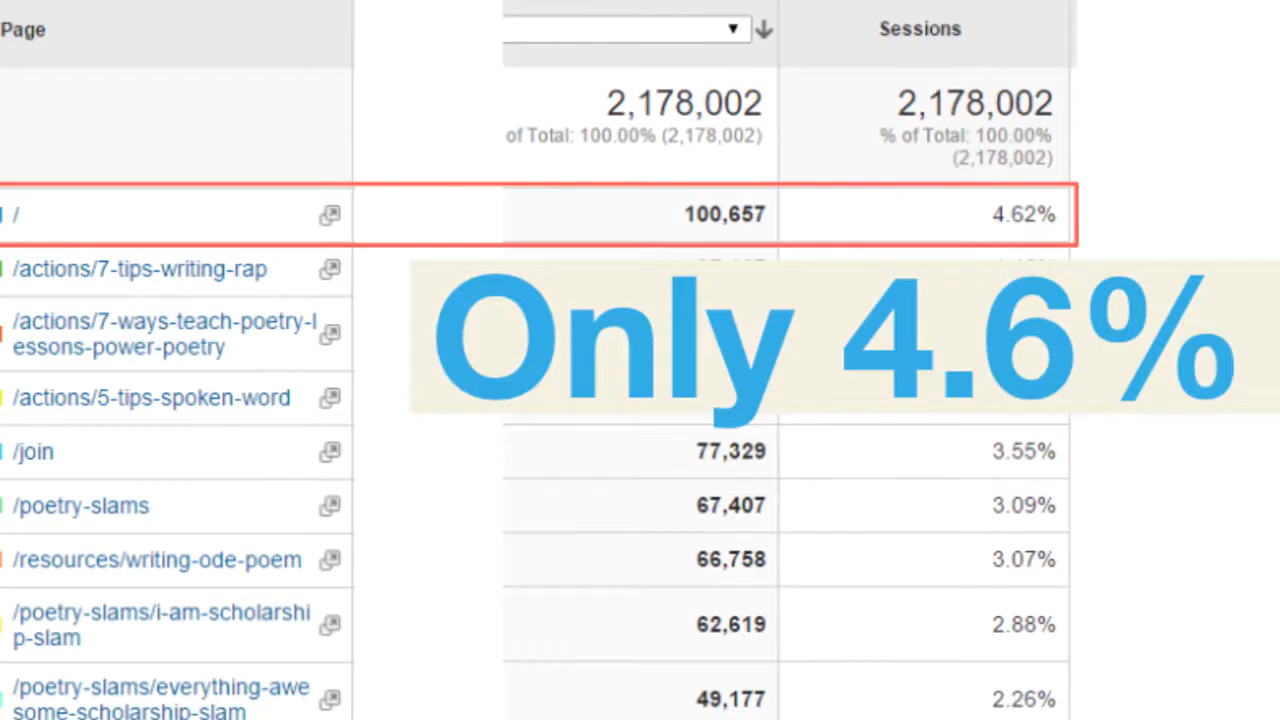 Page
Sessions
2,178,002
2,178,002
of Total: 100.00% (2,178,002)
% of Total: 100.00%
(2,178,002)
/
100,657
4.62%
/actions/7-tips-writing-rap
/actions/7-ways-teach-poetry-l
essons-power-poetry
Only 4.6%
/actions/5-tips-spoken-word
/join
77,329
3.55%
/poetry-slams
67,407
3.09%
/resources/writing-ode-poem
66,758
3.07%
/poetry-slams/i-am-scholarshi
p-slam
62,619
2.88%
/poetry-slams/everything-awe
some-scholarship-slam
49,177
2.26%